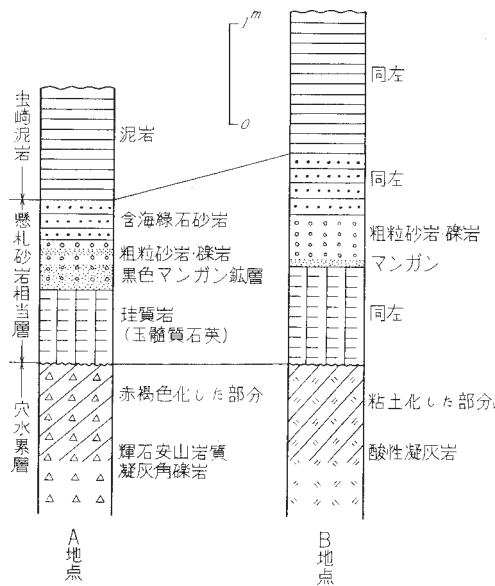 1m
0
虫崎泥岩
懸札砂岩相当層
穴水累層
泥岩
含海緑石砂岩
粗粒砂岩·礫岩
黒色マンガン鉱層
珪質岩
(玉髄質石英)
赤褐色化した部分
輝石安山岩質
凝灰角礫岩
A地点
同左
同左
粗粒砂岩·礫岩
マンガン
同左
粘土化した部分
酸性凝灰岩
B地点